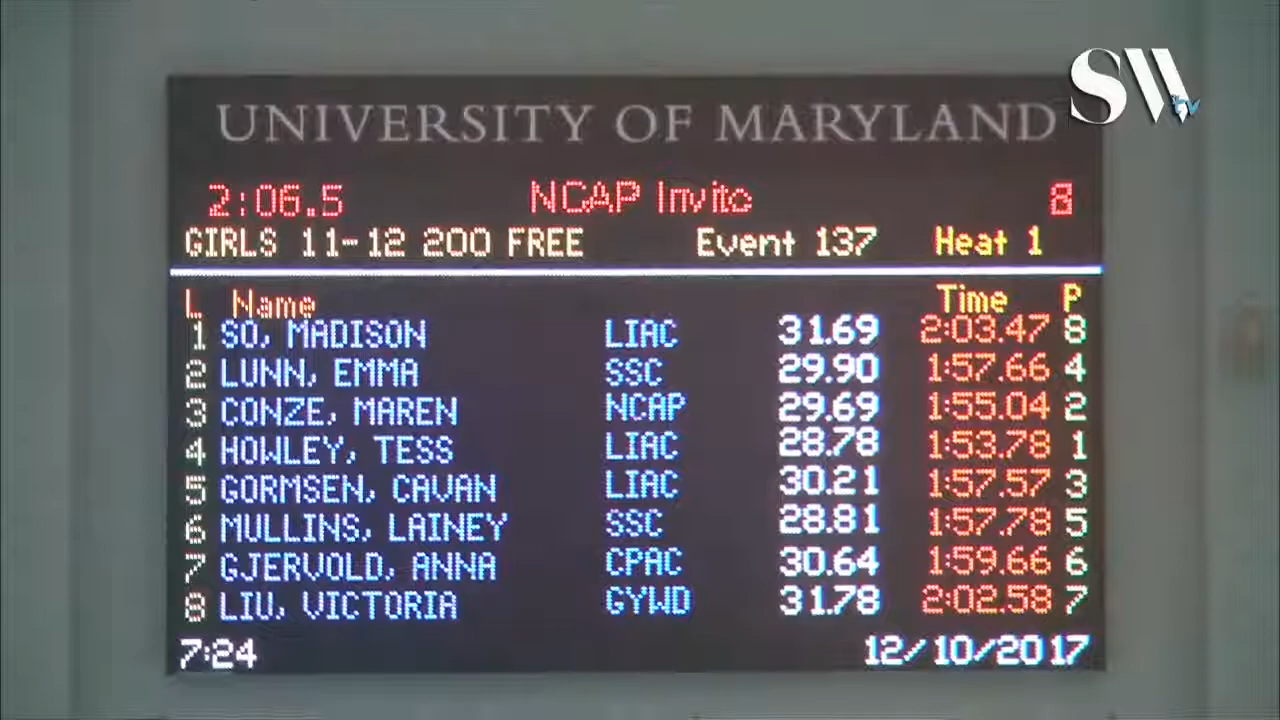 SW tv
UNIVERSITY OF MARYLAND
2:06.5 NCAP Invite 8
GIRLS 11-12 200 FREE Event 137 Heat 1
L Name Time P
1 SO, MADISON LIAC 31.69 2:03.47 8
2 LUNN, EMMA SSC 29.90 1:57.66 4
3 CONZE, MAREN NCAP 29.69 1:55.04 2
4 HOWLEY, TESS LIAC 28.78 1:53.78 1
5 GORMSEN, CAVAN LIAC 30.21 1:57.57 3
6 MULLINS, LAINEY SSC 28.81 1:57.78 5
7 GJERVOLD, ANNA CPAC 30.64 1:59.66 6
8 LIU, VICTORIA GYWD 31.78 2:02.58 7
7:24 12/10/2017